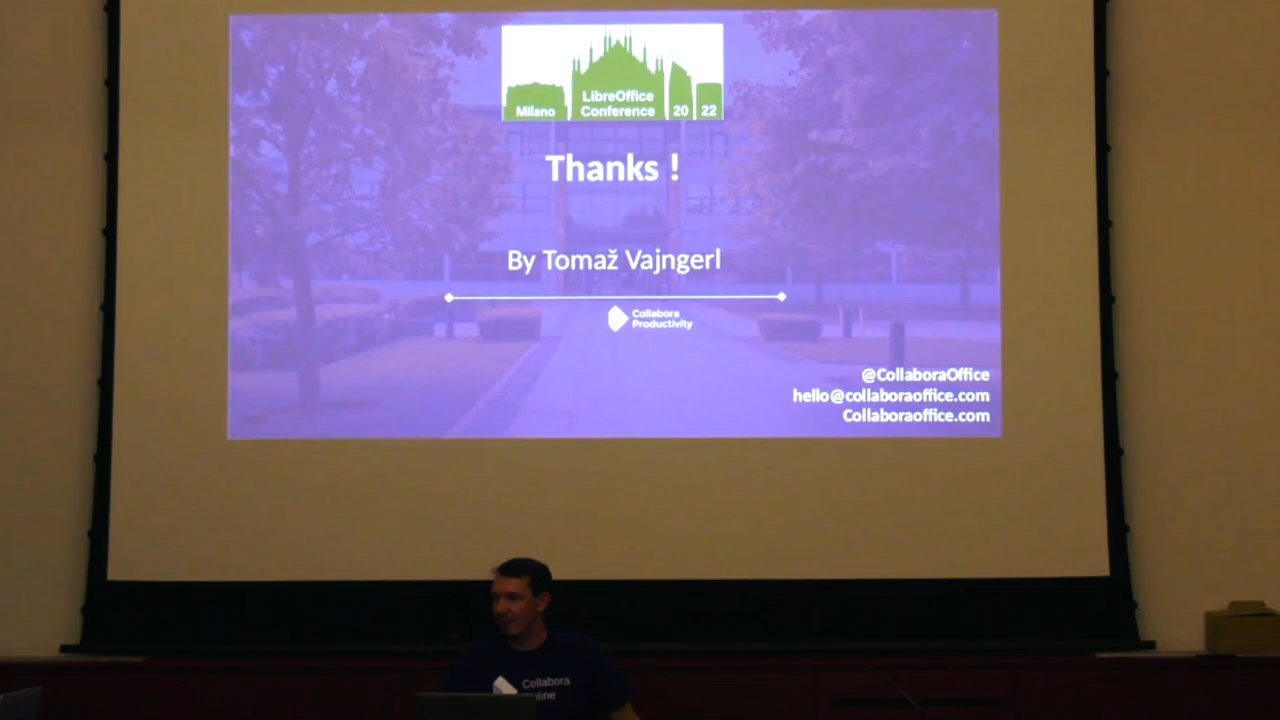 Milano
LibreOffice
Conference
20
22
Thanks !
By Tomaž Vajngerl
Collabora
Productivity
@CollaboraOffice
hello@collaboraoffice.com
Collaboraoffice.com
Collabora